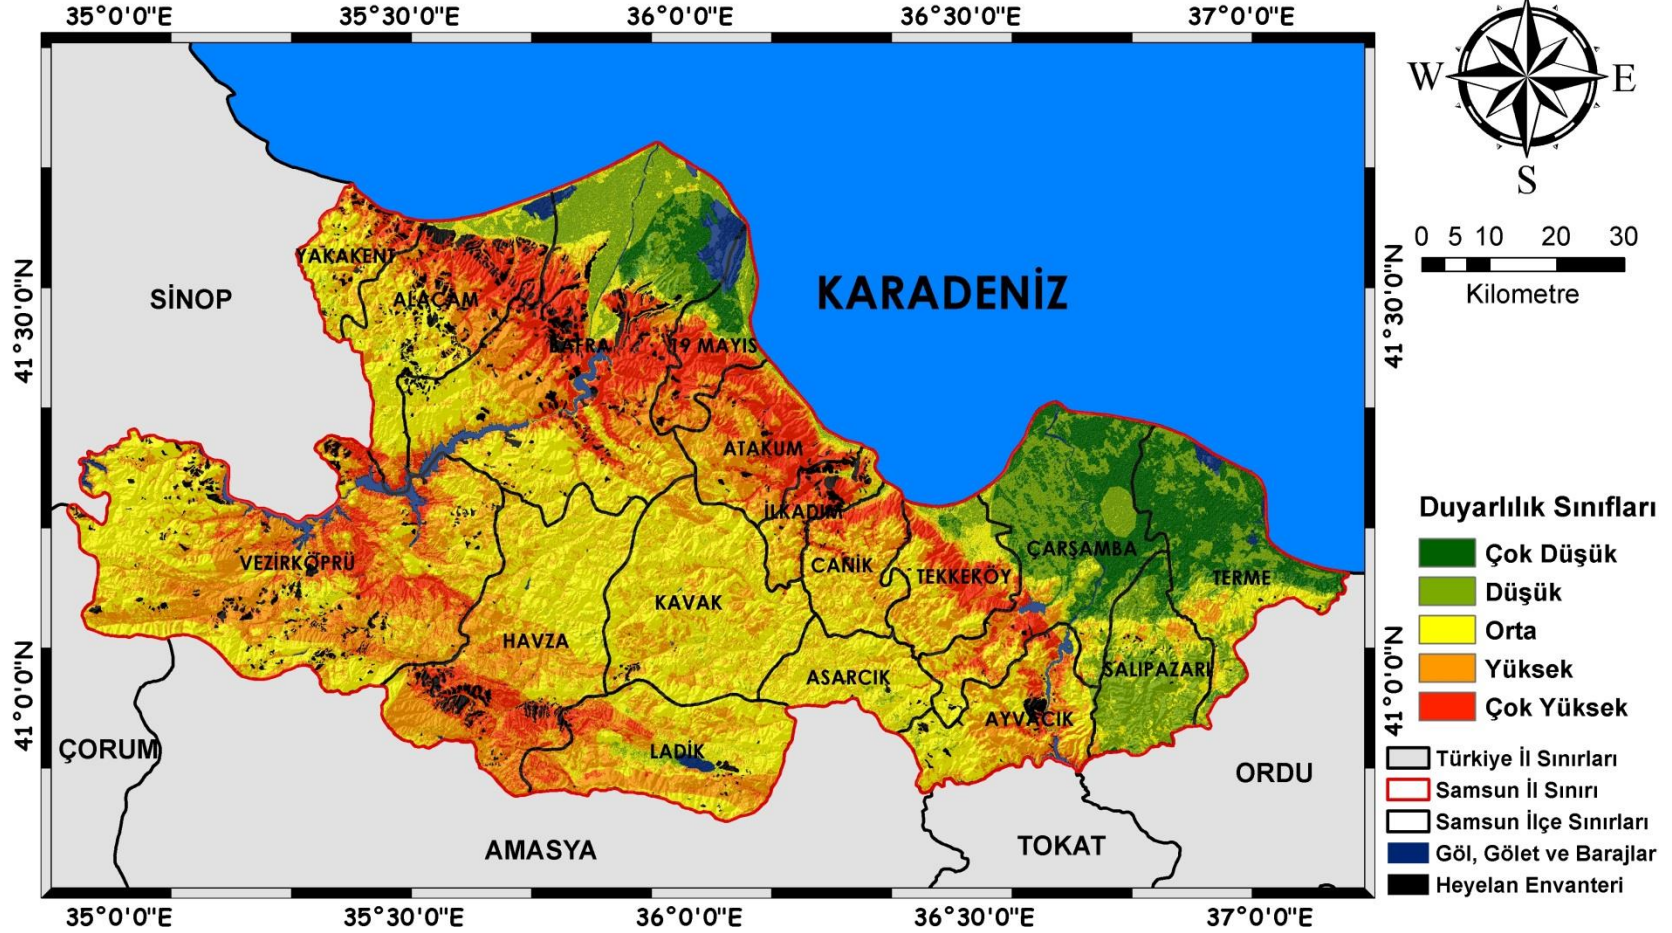 35°0'0"E 35°30'0"E 36°0'0"E 36°30'0"E 37°0'0"E
W E
S
0 5 10 20 30
Kilometre
41°30'0"N
41°30'0"N
41°0'0"N
41°0'0"N
KARADENİZ
SİNOP
YAKAKENT
ALAÇAM
BAFRA
19 MAYIS
ATAKUM
İLKADIM
VEZİRKÖPRÜ
CANİK
TEKKEKÖY
ÇARŞAMBA
TERME
KAVAK
HAVZA
ASARCIK
SALIPAZARI
AYVACIK
LADİK
ÇORUM
AMASYA
TOKAT
ORDU
Duyarlılık Sınıfları
Çok Düşük
Düşük
Orta
Yüksek
Çok Yüksek
Türkiye İl Sınırları
Samsun İl Sınırı
Samsun İlçe Sınırları
Göl, Gölet ve Barajlar
Heyelan Envanteri
35°0'0"E 35°30'0"E 36°0'0"E 36°30'0"E 37°0'0"E